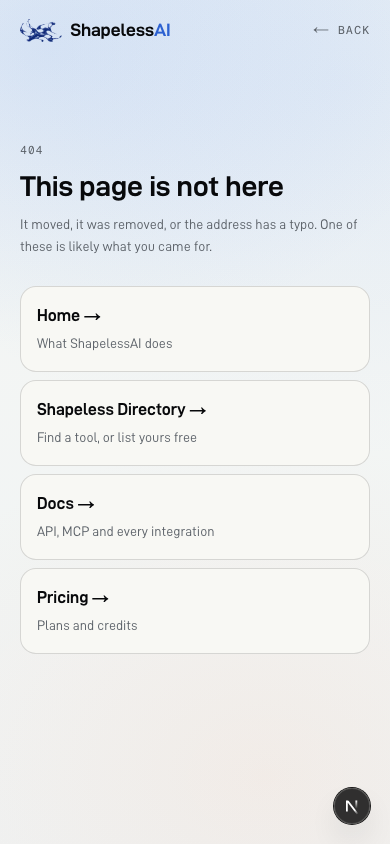 ShapelessAI
← BACK
404
This page is not here
It moved, it was removed, or the address has a typo. One of
these is likely what you came for.
Home →
What ShapelessAI does
Shapeless Directory →
Find a tool, or list yours free
Docs →
API, MCP and every integration
Pricing →
Plans and credits
N